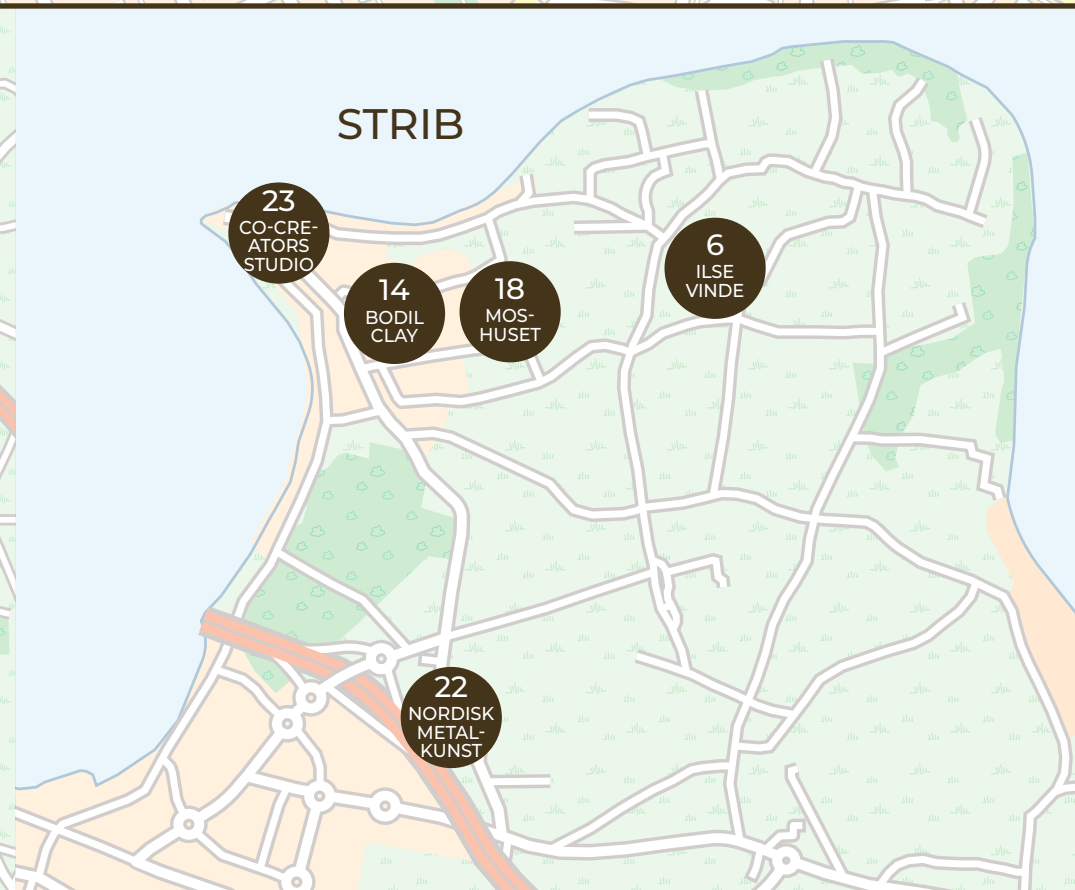 STRIB
23
CO-CRE-
ATORS
STUDIO
14
BODIL
CLAY
18
MOS-
HUSET
6
ILSE
VINDE
22
NORDISK
METAL-
KUNST